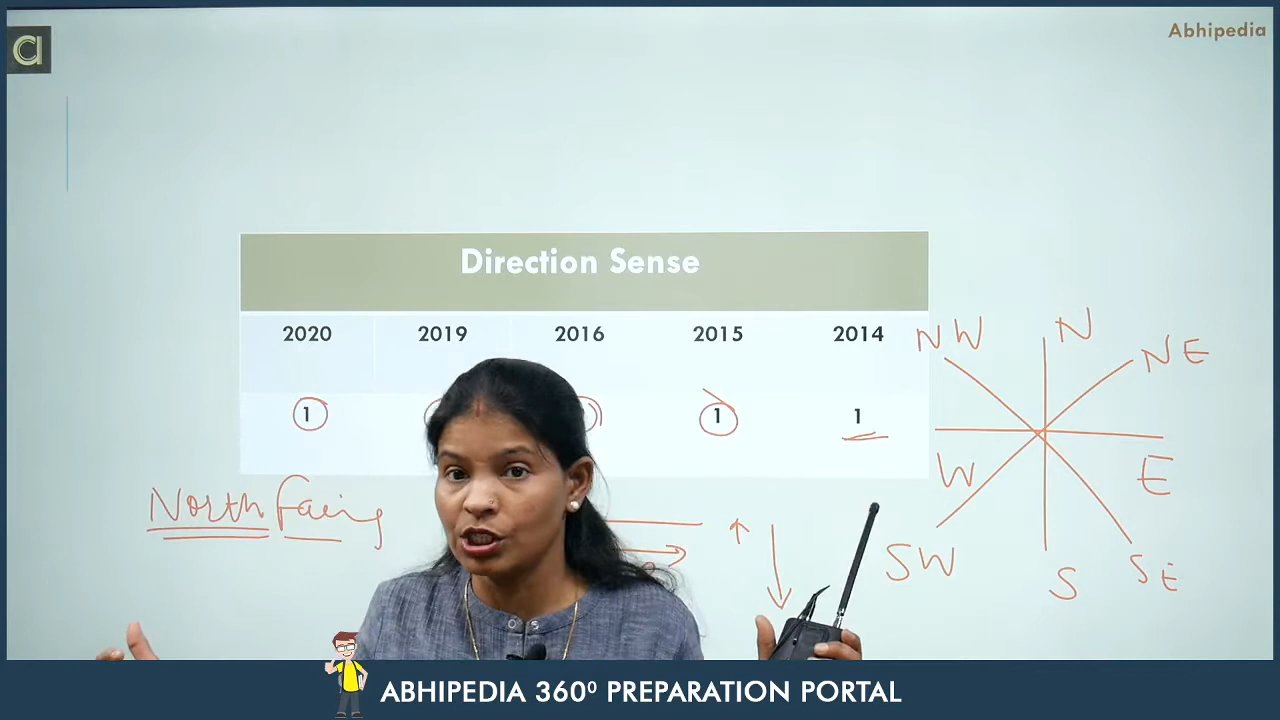 a
Abhipedia
Direction Sense
2020 2019 2016 2015 2014
1 1 1
NW N NE
W E
SW S SE
North facing
ABHIPEDIA 360º PREPARATION PORTAL